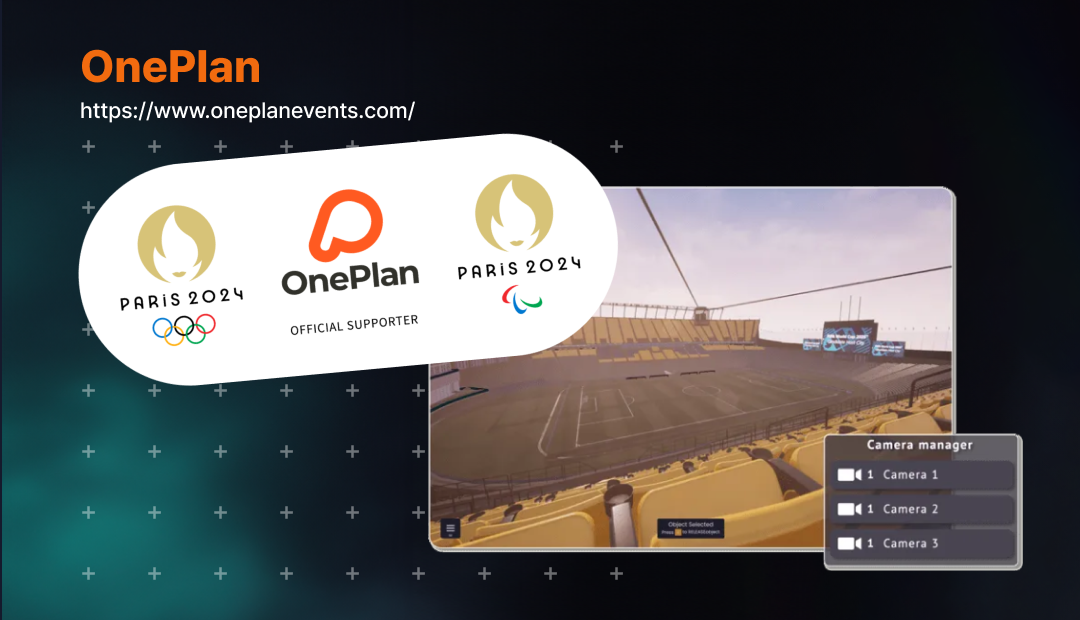 OnePlan
https://www.oneplanevents.com/
PARIS 2024
OnePlan
OFFICIAL SUPPORTER
PARIS 2024
Camera manager
1 Camera 1
1 Camera 2
1 Camera 3
Object Selected